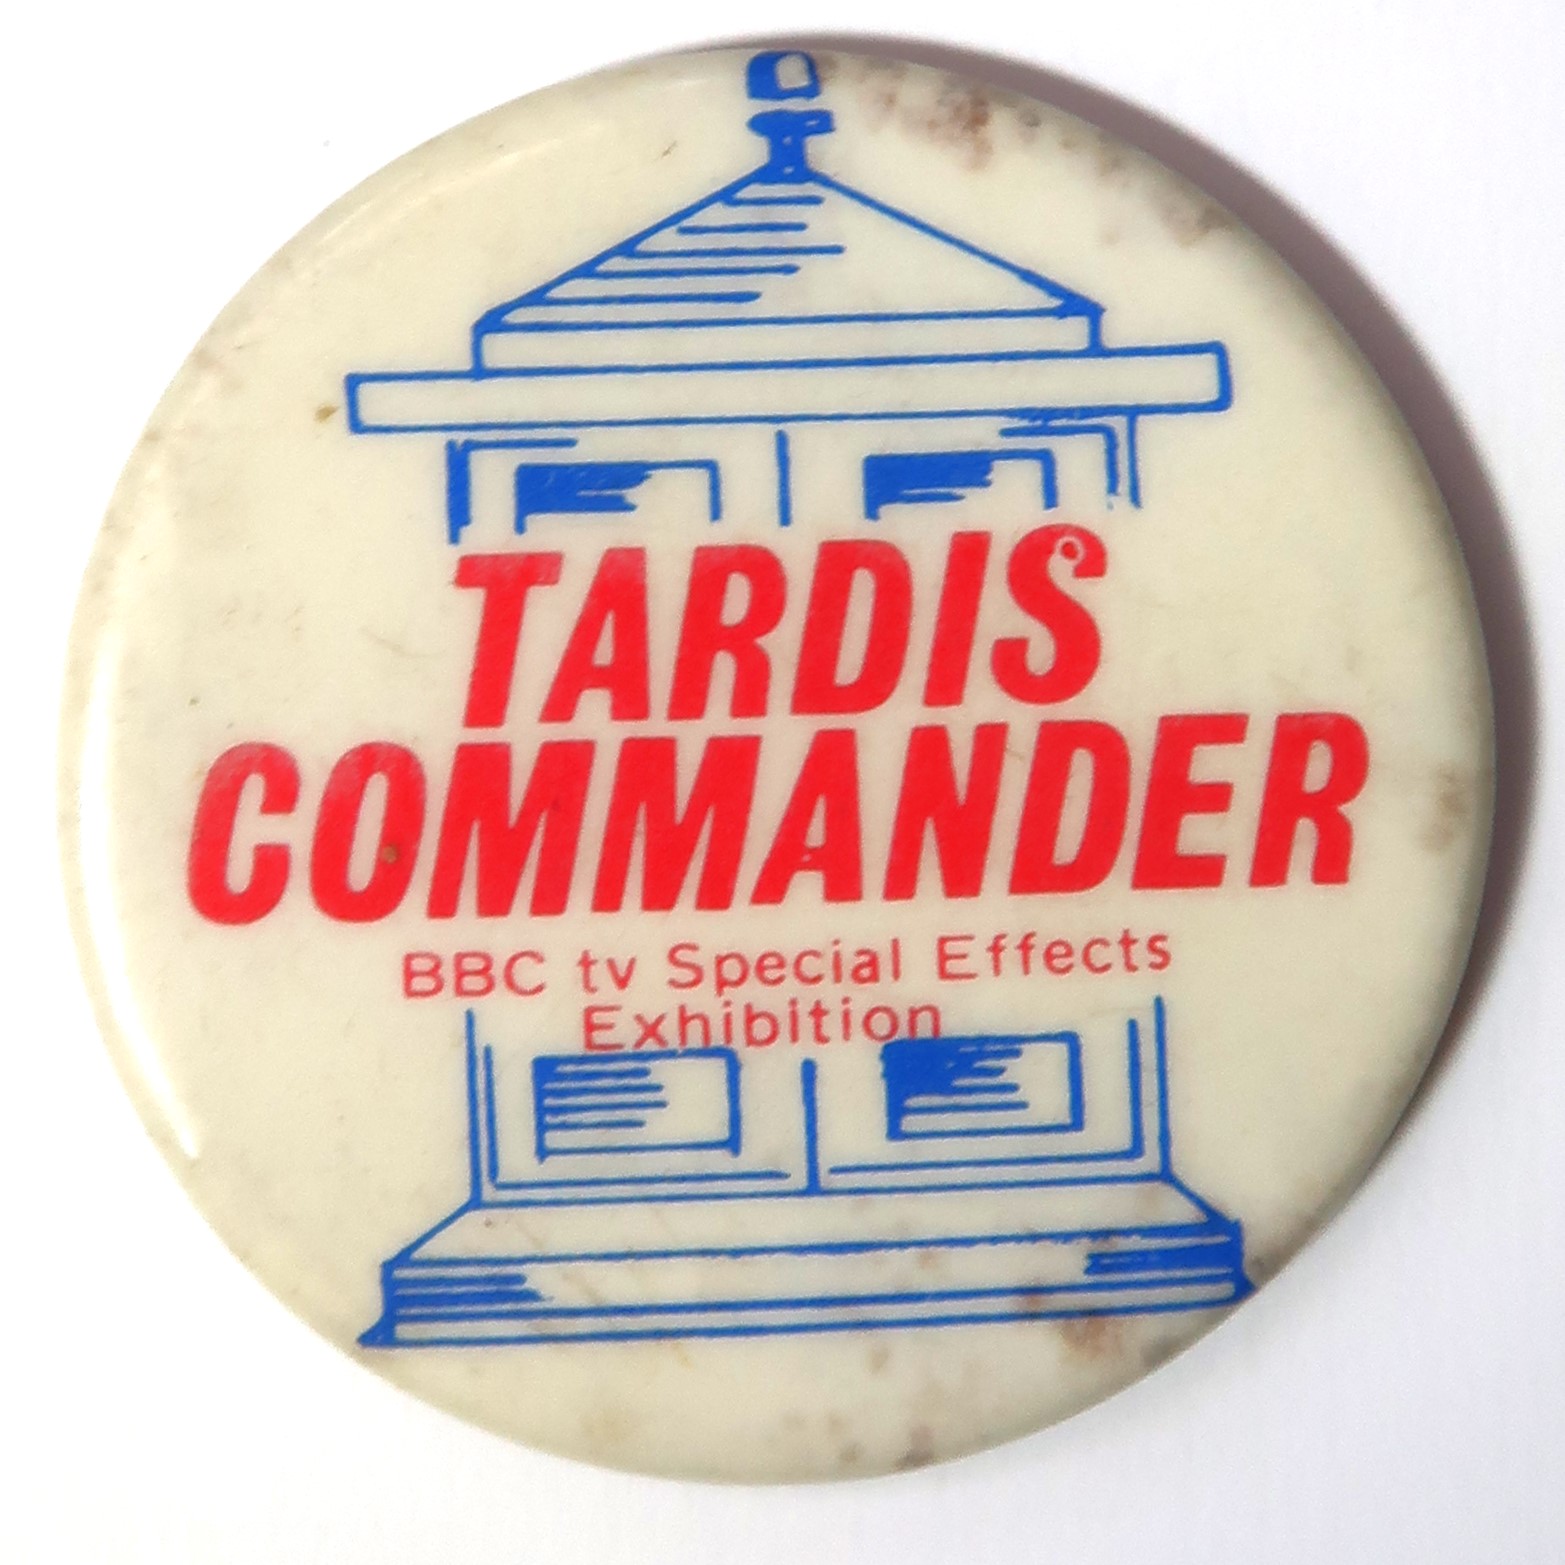 TARDIS
COMMANDER
BBC tv Special Effects
Exhibition